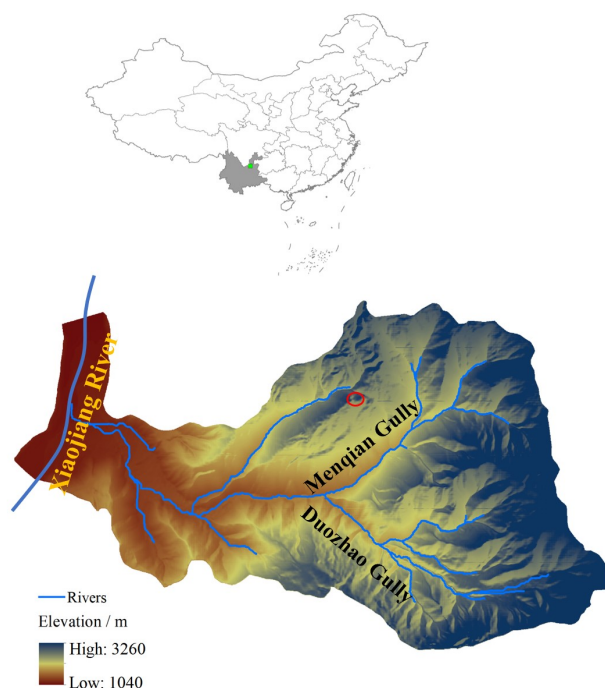 Xiaojiang River
Menqian Gully
Duozhao Gully
Rivers
Elevation / m
High: 3260
Low: 1040